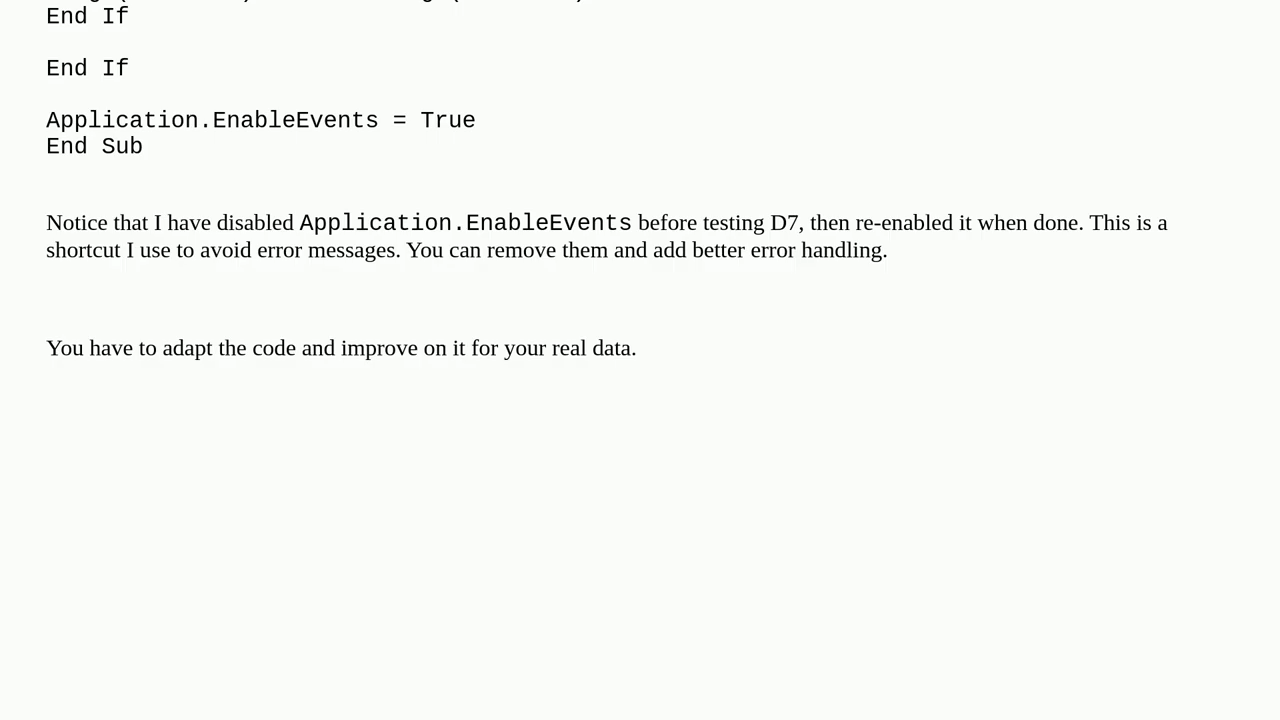 End If
End If
Application.EnableEvents = True
End Sub
Notice that I have disabled Application.EnableEvents before testing D7, then re-enabled it when done. This is a
shortcut I use to avoid error messages. You can remove them and add better error handling.
You have to adapt the code and improve on it for your real data.